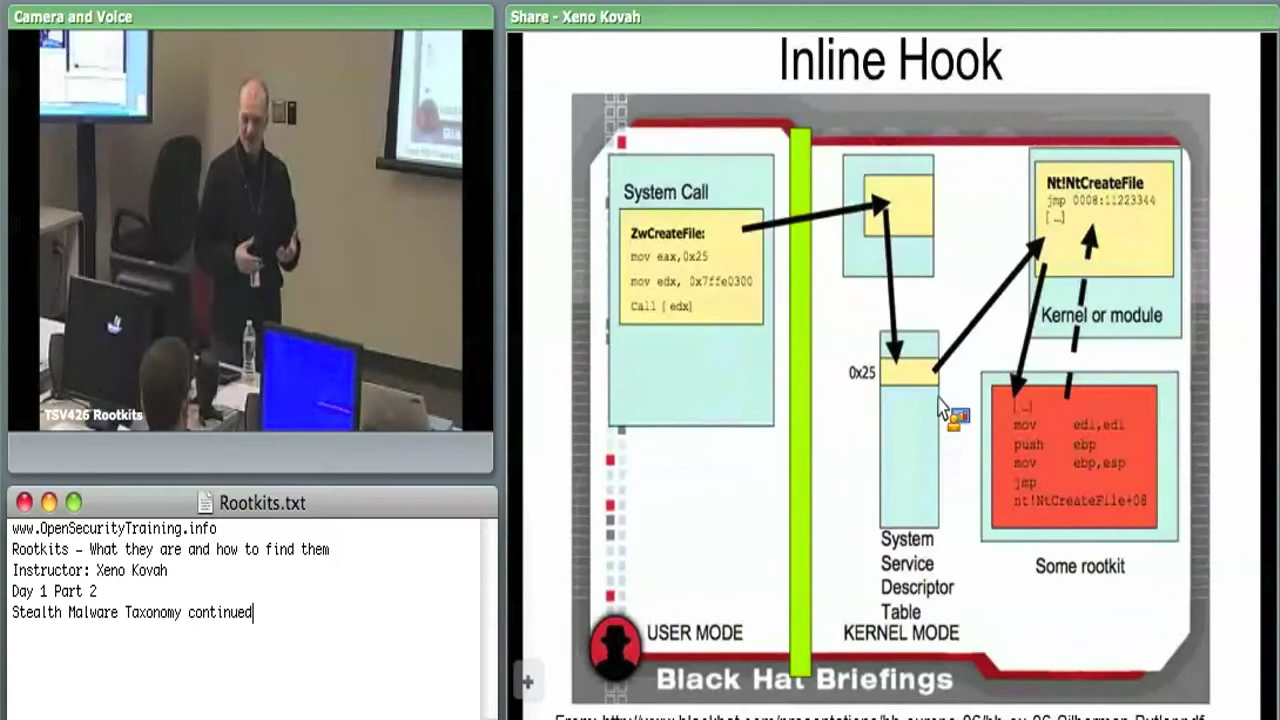 Camera and Voice
TSV426 Rootkits
Rootkits.txt
www.OpenSecurityTraining.info
Rootkits – What they are and how to find them
Instructor: Xeno Kovah
Day 1 Part 2
Stealth Malware Taxonomy continued
Share - Xeno Kovah
Inline Hook
System Call
ZwCreateFile:
mov eax,0x25
mov edx, 0x7ffe0300
Call [ edx]
USER MODE
0x25
System
Service
Descriptor
Table
KERNEL MODE
Nt!NtCreateFile
jmp 0008:11223344
[ …]
Kernel or module
[ …]
mov edi,edi
push ebp
mov ebp,esp
jmp
nt!NtCreateFile+08
Some rootkit
Black Hat Briefings